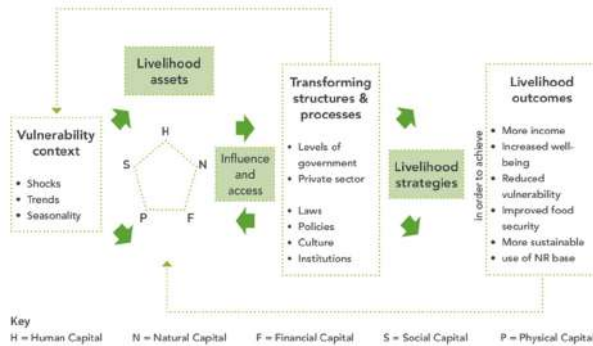 Vulnerability
context
• Shocks
• Trends
• Seasonality
Livelihood
assets
H
S
N
P
F
Influence
and
access
Transforming
structures &
processes
• Levels of
government
• Private sector
• Laws
• Policies
• Culture
• Institutions
Livelihood
strategies
in order to achieve
Livelihood
outcomes
• More income
• Increased well-
being
• Reduced
vulnerability
• Improved food
security
• More sustainable
• use of NR base
Key
H = Human Capital N = Natural Capital F = Financial Capital S = Social Capital P = Physical Capital